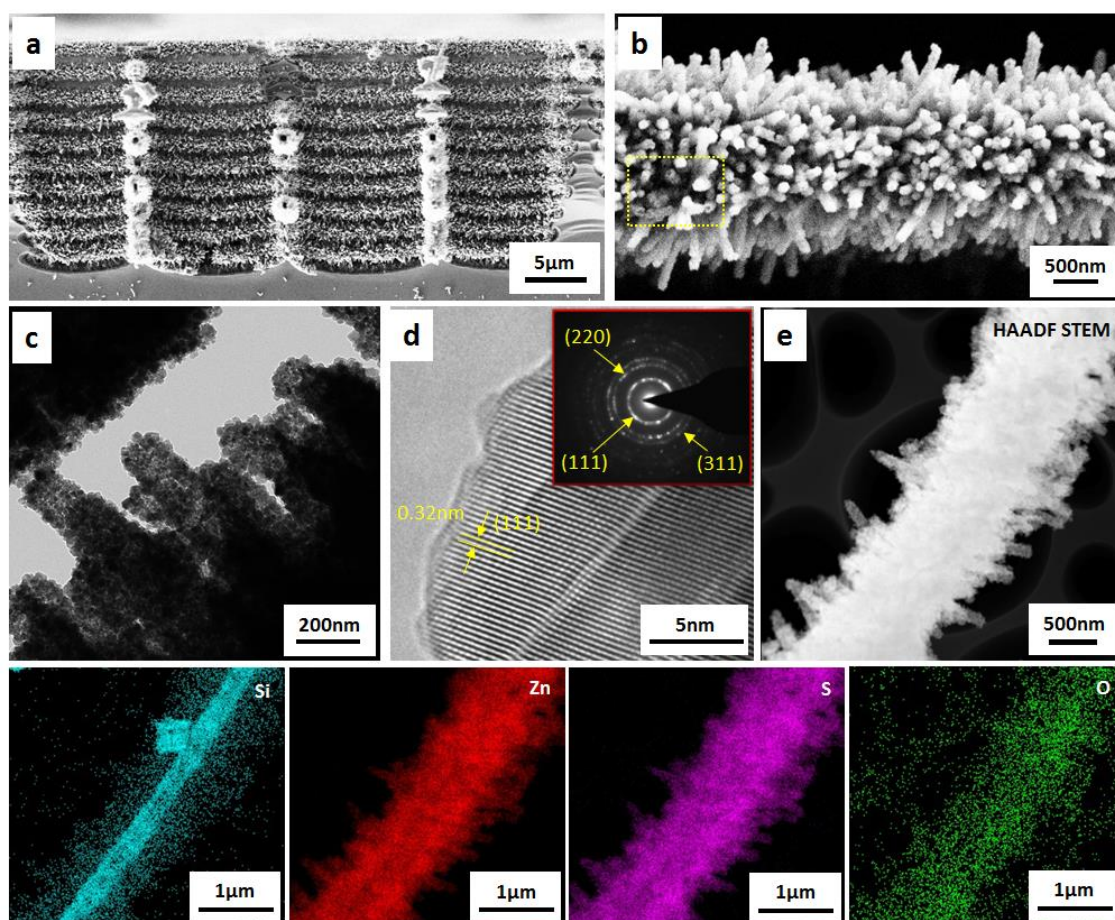 a
b
5μm
500nm
c
d
(220)
(111)
(311)
0.32nm
(111)
e
HAADF STEM
200nm
5nm
500nm
Si
Zn
S
O
1μm
1μm
1μm
1μm